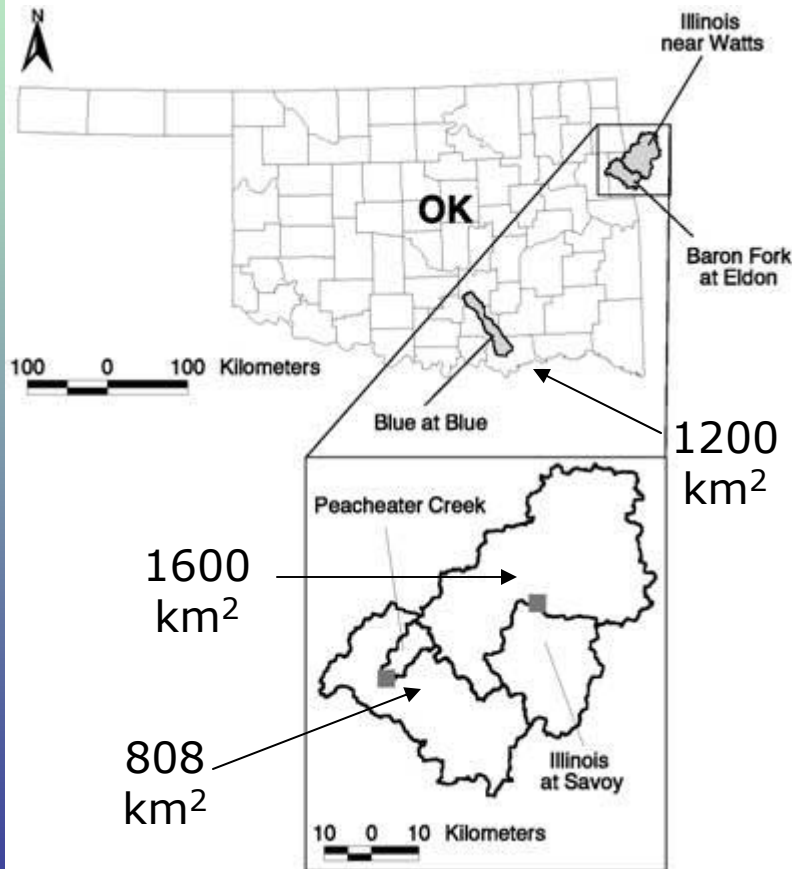 N
Illinois
near Watts
OK
Baron Fork
at Eldon
100 0 100 Kilometers
Blue at Blue
1200
km²
Peacheater Creek
1600
km²
808
km²
Illinois
at Savoy
10 0 10 Kilometers